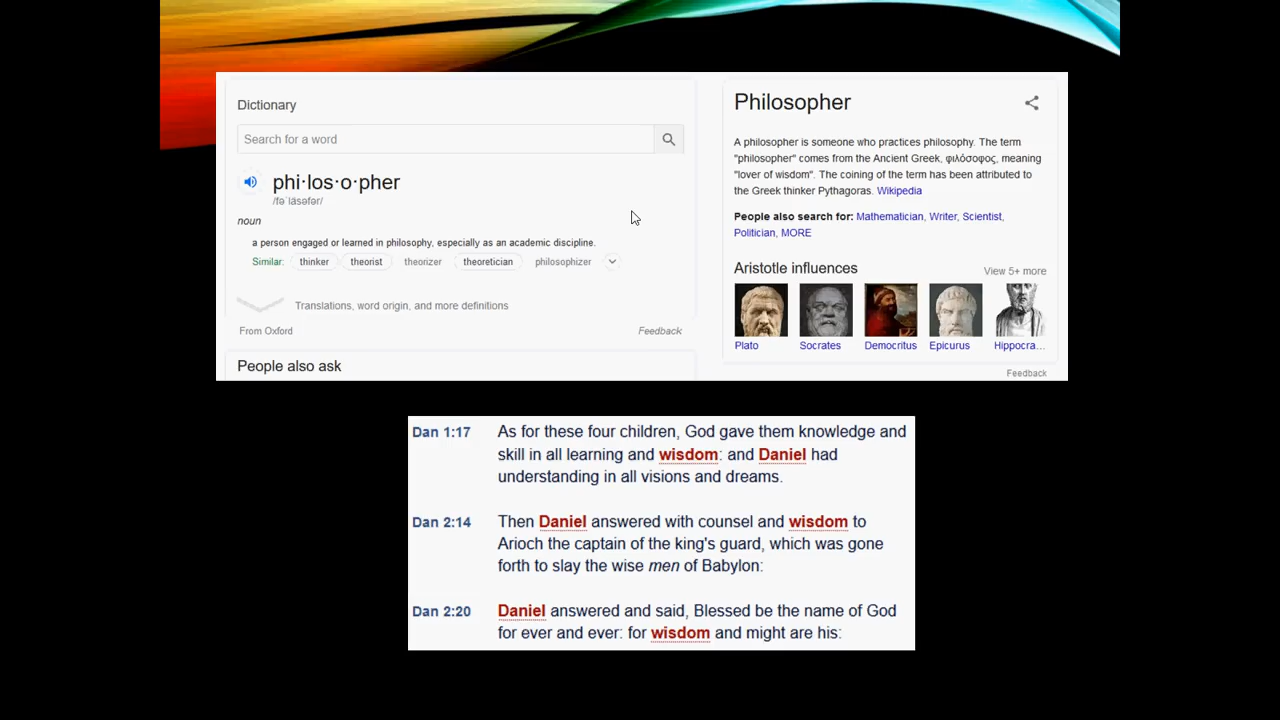 Dictionary
Search for a word
phi·los·o·pher
/fəˈläsəfər/
noun
a person engaged or learned in philosophy, especially as an academic discipline.
Similar: thinker theorist theorizer theoretician philosophizer
Translations, word origin, and more definitions
From Oxford Feedback
People also ask
Philosopher
A philosopher is someone who practices philosophy. The term
"philosopher" comes from the Ancient Greek, φιλόσοφος, meaning
"lover of wisdom". The coining of the term has been attributed
to the Greek thinker Pythagoras. Wikipedia
People also search for: Mathematician, Writer, Scientist,
Politician, MORE
Aristotle influences View 5+ more
Plato Socrates Democritus Epicurus Hippocra...
Feedback
Dan 1:17 As for these four children, God gave them knowledge and
skill in all learning and wisdom: and Daniel had
understanding in all visions and dreams.
Dan 2:14 Then Daniel answered with counsel and wisdom to
Arioch the captain of the king's guard, which was gone
forth to slay the wise men of Babylon:
Dan 2:20 Daniel answered and said, Blessed be the name of God
for ever and ever: for wisdom and might are his: